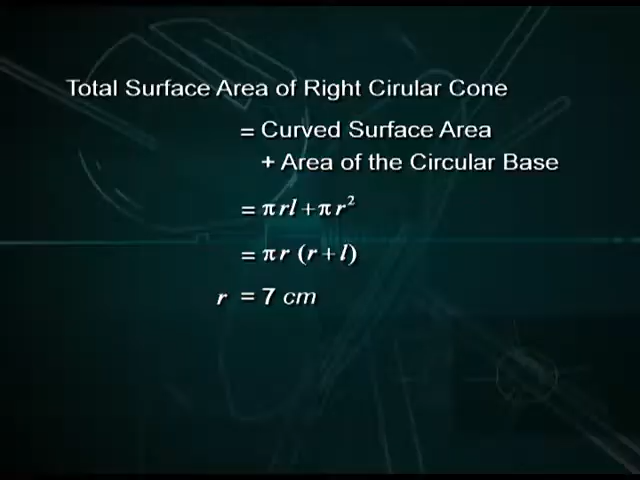 Total Surface Area of Right Cirular Cone
= Curved Surface Area
+ Area of the Circular Base
= πrl + πr²
= πr (r + l)
r = 7 cm